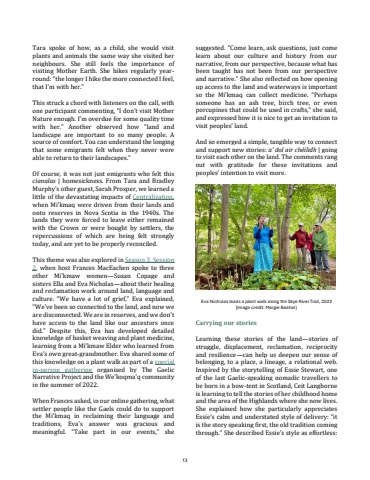 Tara spoke of how, as a child, she would visit
plants and animals the same way she visited her
neighbours. She still feels the importance of
visiting Mother Earth. She hikes regularly year-
round: "the longer I hike the more connected I feel,
that I'm with her."
This struck a chord with listeners on the call, with
one participant commenting, "I don't visit Mother
Nature enough. I'm overdue for some quality time
with her." Another observed how "land and
landscape are important to so many people. A
source of comfort. You can understand the longing
that some emigrants felt when they never were
able to return to their landscapes."
Of course, it was not just emigrants who felt this
cianalas | homesickness. From Tara and Bradley
Murphy's other guest, Sarah Prosper, we learned a
little of the devastating impacts of Centralization,
when Mi'kmaq were driven from their lands and
onto reserves in Nova Scotia in the 1940s. The
lands they were forced to leave either remained
with the Crown or were bought by settlers, the
repercussions of which are being felt strongly
today, and are yet to be properly reconciled.
This theme was also explored in Season 3, Session
2, when host Frances MacEachen spoke to three
other Mi'kmaw women—Susan Copage and
sisters Ella and Eva Nicholas—about their healing
and reclamation work around land, language and
culture. "We have a lot of grief," Eva explained,
"We've been so connected to the land, and now we
are disconnected. We are in reserves, and we don't
have access to the land like our ancestors once
did." Despite this, Eva has developed detailed
knowledge of basket weaving and plant medicine,
learning from a Mi'kmaw Elder who learned from
Eva's own great-grandmother. Eva shared some of
this knowledge on a plant walk as part of a special
in-person gathering organised by The Gaelic
Narrative Project and the We'koqma'q community
in the summer of 2022.
When Frances asked, in our online gathering, what
settler people like the Gaels could do to support
the Mi'kmaq in reclaiming their language and
traditions, Eva's answer was gracious and
meaningful. "Take part in our events," she
suggested. "Come learn, ask questions, just come
learn about our culture and history from our
narrative, from our perspective, because what has
been taught has not been from our perspective
and narrative." She also reflected on how opening
up access to the land and waterways is important
so the Mi'kmaq can collect medicine. "Perhaps
someone has an ash tree, birch tree, or even
porcupines that could be used in crafts," she said,
and expressed how it is nice to get an invitation to
visit peoples' land.
And so emerged a simple, tangible way to connect
and support new stories: a' dol air chèilidh | going
to visit each other on the land. The comments rang
out with gratitude for these invitations and
peoples' intention to visit more.
Eva Nicholas leads a plant walk along the Skye River Trail, 2022
(image credit: Margie Beaton)
Carrying our stories
Learning these stories of the land—stories of
struggle, displacement, reclamation, reciprocity
and resilience—can help us deepen our sense of
belonging, to a place, a lineage, a relational web.
Inspired by the storytelling of Essie Stewart, one
of the last Gaelic-speaking nomadic travellers to
be born in a bow-tent in Scotland, Ceit Langhorne
is learning to tell the stories of her childhood home
and the area of the Highlands where she now lives.
She explained how she particularly appreciates
Essie's calm and understated style of delivery: "it
is the story speaking first, the old tradition coming
through." She described Essie's style as effortless:
13